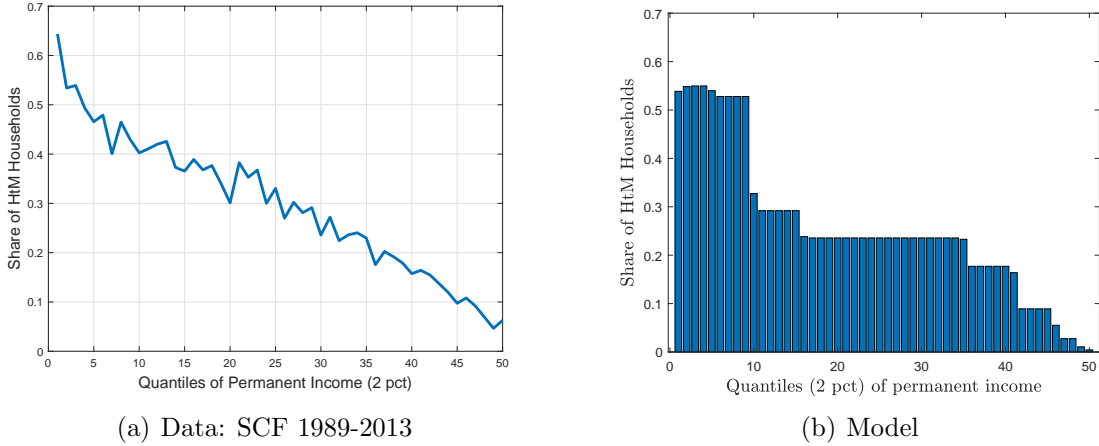 0.7
0.6
0.5
0.4
0.3
0.2
0.1
0
Share of HtM Households
0 5 10 15 20 25 30 35 40 45 50
Quantiles of Permanent Income (2 pct)
(a) Data: SCF 1989-2013
0.7
0.6
0.5
0.4
0.3
0.2
0.1
0
Share of HtM Households
0 10 20 30 40 50
Quantiles (2 pct) of permanent income
(b) Model